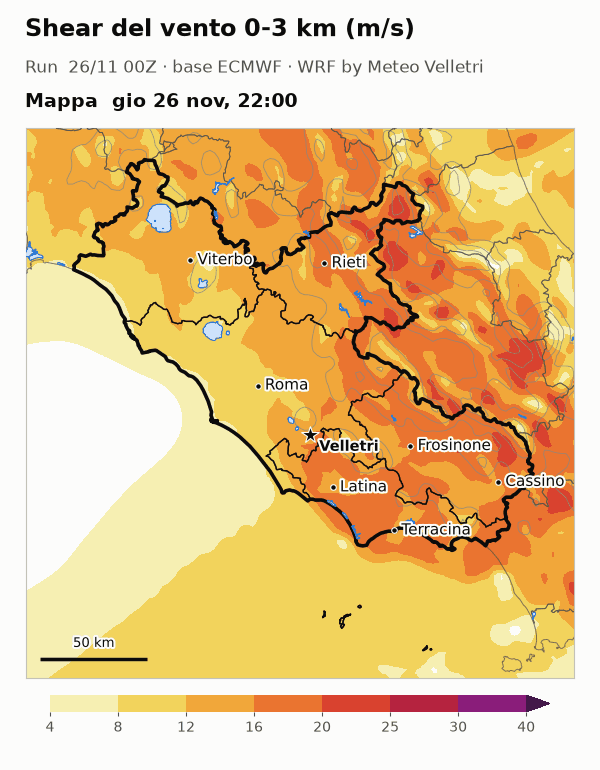 Shear del vento 0-3 km (m/s)
Run  26/11 00Z · base ECMWF · WRF by Meteo Velletri
Mappa  gio 26 nov, 22:00
Viterbo
Rieti
Roma
Velletri
Frosinone
Latina
Cassino
Terracina
50 km
4 8 12 16 20 25 30 40